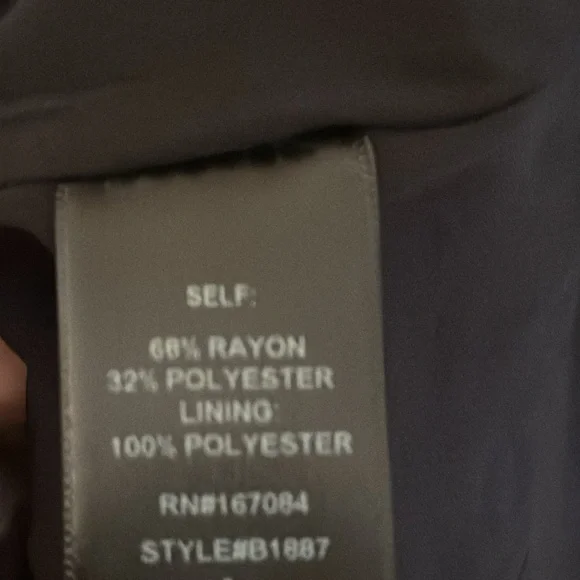 SELF:
68% RAYON
32% POLYESTER
LINING:
100% POLYESTER
RN#167084
STYLE#B1887